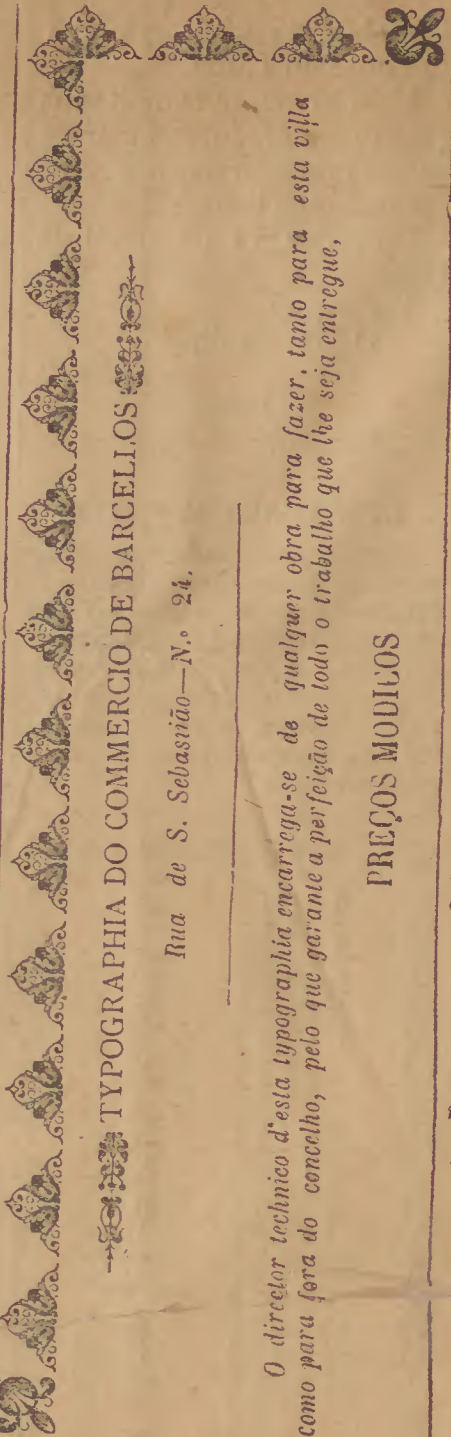 TYPOGRAPHIA DO COMMERCIO DE BARCELLOS
Rua de S. Sebastião—N.º 24.
O director technico d'esta typographia encarrega-se de qualquer obra para fazer, tanto para esta villa
como para fora do concelho, pelo que garante a perfeição de todo o trabalho que lhe seja entregue,
PREÇOS MODICOS